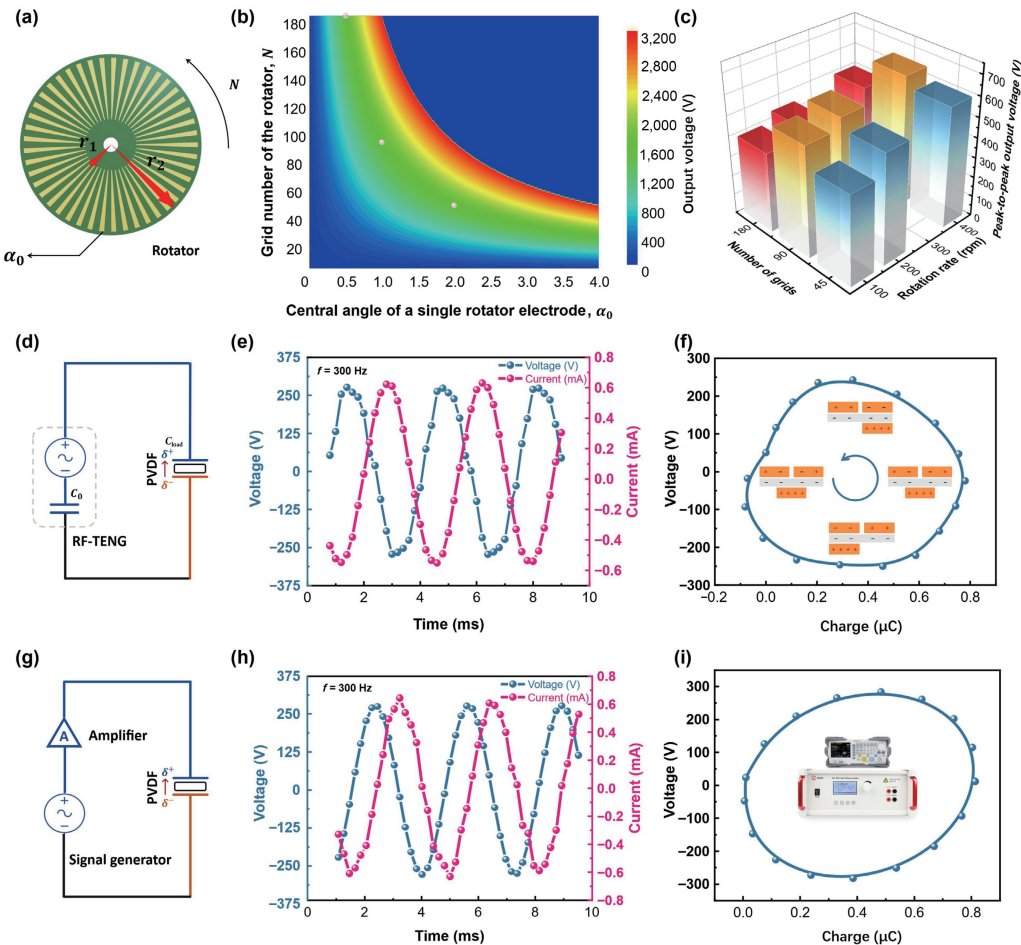 (a)
N
r1
r2
α0
Rotator
(b)
Grid number of the rotator, N
180
160
140
120
100
80
60
40
20
0 0.5 1.0 1.5 2.0 2.5 3.0 3.5 4.0
Central angle of a single rotator electrode, α0
Output voltage (V)
3,200
2,800
2,400
2,000
1,600
1,200
800
400
0
(c)
Peak-to-peak output voltage (V)
700
600
500
400
300
200
100
0
180
90
45
Number of grids
100
200
300
400
Rotation rate (rpm)
(d)
C0
RF-TENG
Cload
δ+
δ−
PVDF
(e)
f = 300 Hz
Voltage (V)
Current (mA)
Voltage (V)
375
250
125
0
−125
−250
−375
Current (mA)
0.8
0.6
0.4
0.2
0.0
−0.2
−0.4
−0.6
0 2 4 6 8 10
Time (ms)
(f)
Voltage (V)
300
200
100
0
−100
−200
−300
−0.2 0.0 0.2 0.4 0.6 0.8
Charge (μC)
(g)
A
Amplifier
Signal generator
δ+
δ−
PVDF
(h)
f = 300 Hz
Voltage (V)
Current (mA)
Voltage (V)
375
250
125
0
−125
−250
−375
Current (mA)
0.8
0.6
0.4
0.2
0.0
−0.2
−0.4
−0.6
−0.8
0 2 4 6 8 10
Time (ms)
(i)
Voltage (V)
300
200
100
0
−100
−200
−300
0.0 0.2 0.4 0.6 0.8
Charge (μC)